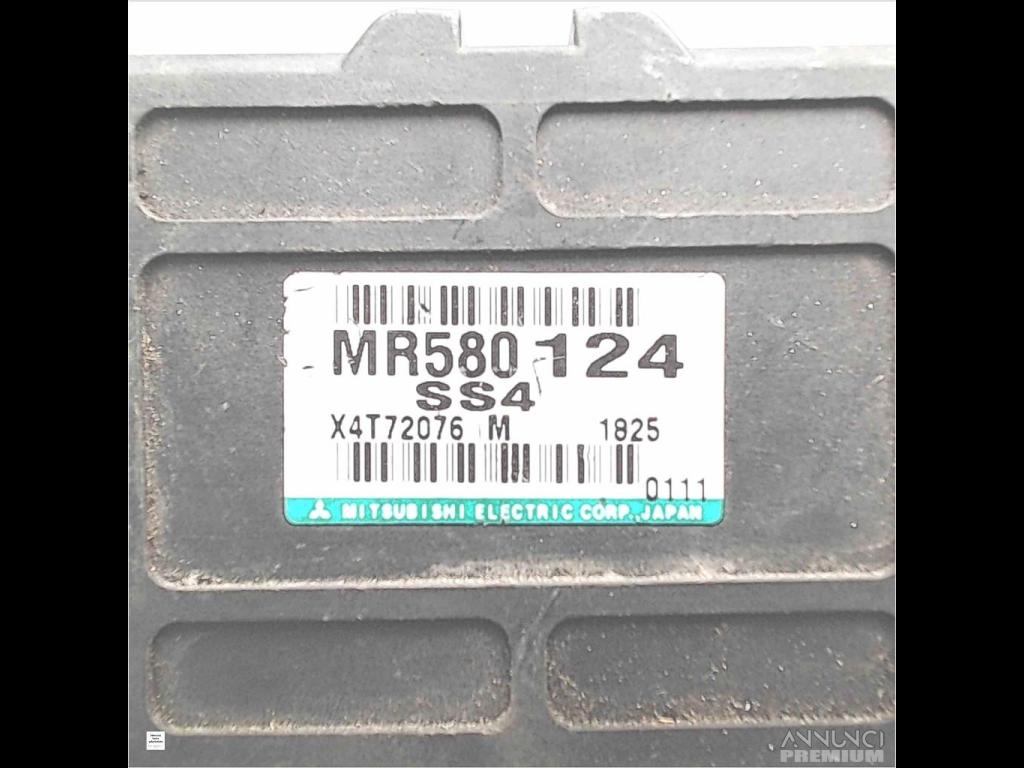 MR580124
SS4
X4T72076 M 1825
0111
MITSUBISHI ELECTRIC CORP., JAPAN
ANNUNCI
PREMIUM